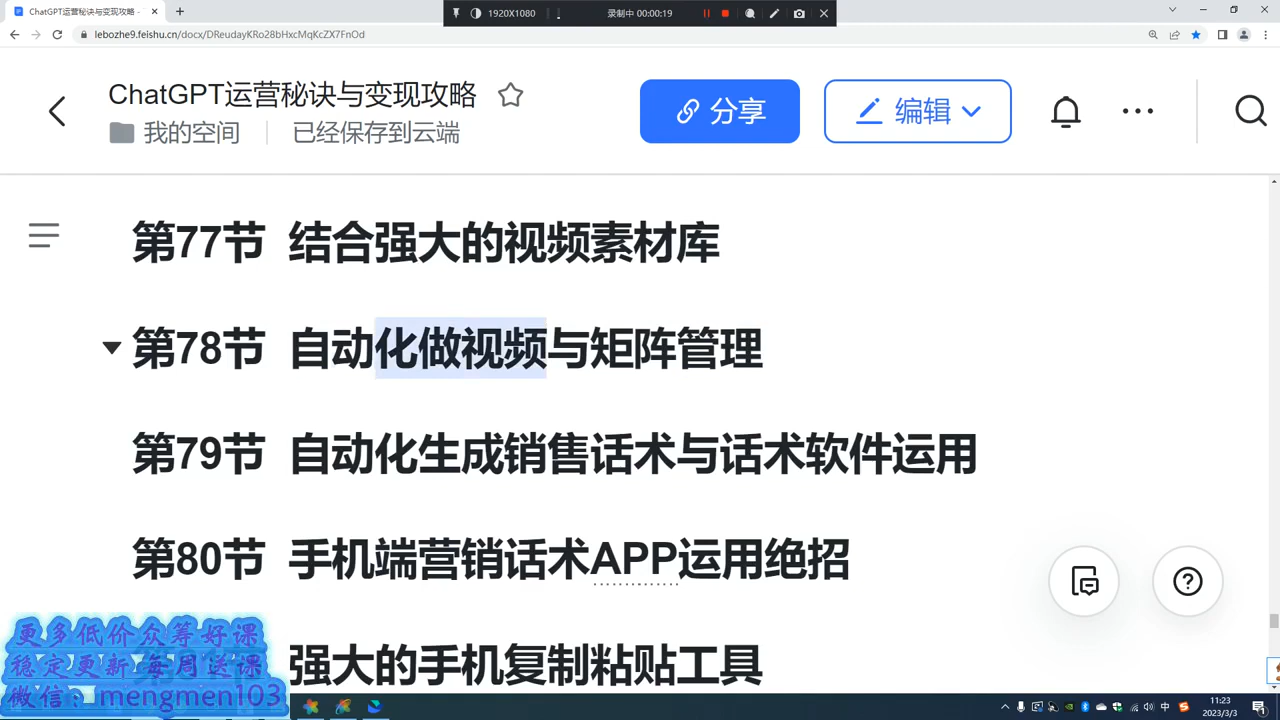 ChatGPT运营秘诀与变现攻略 -
1920X1080
录制中 00:00:19
lebozhe9.feishu.cn/docx/DReudayKRo28bHxcMqKcZX7FnOd
ChatGPT运营秘诀与变现攻略
我的空间
已经保存到云端
分享
编辑
第77节 结合强大的视频素材库
第78节 自动化做视频与矩阵管理
第79节 自动化生成销售话术与话术软件运用
第80节 手机端营销话术APP运用绝招
强大的手机复制粘贴工具
更多低价众筹好课
稳定更新 每周送课
微信：mengmen103
中
11:23
2023/3/3